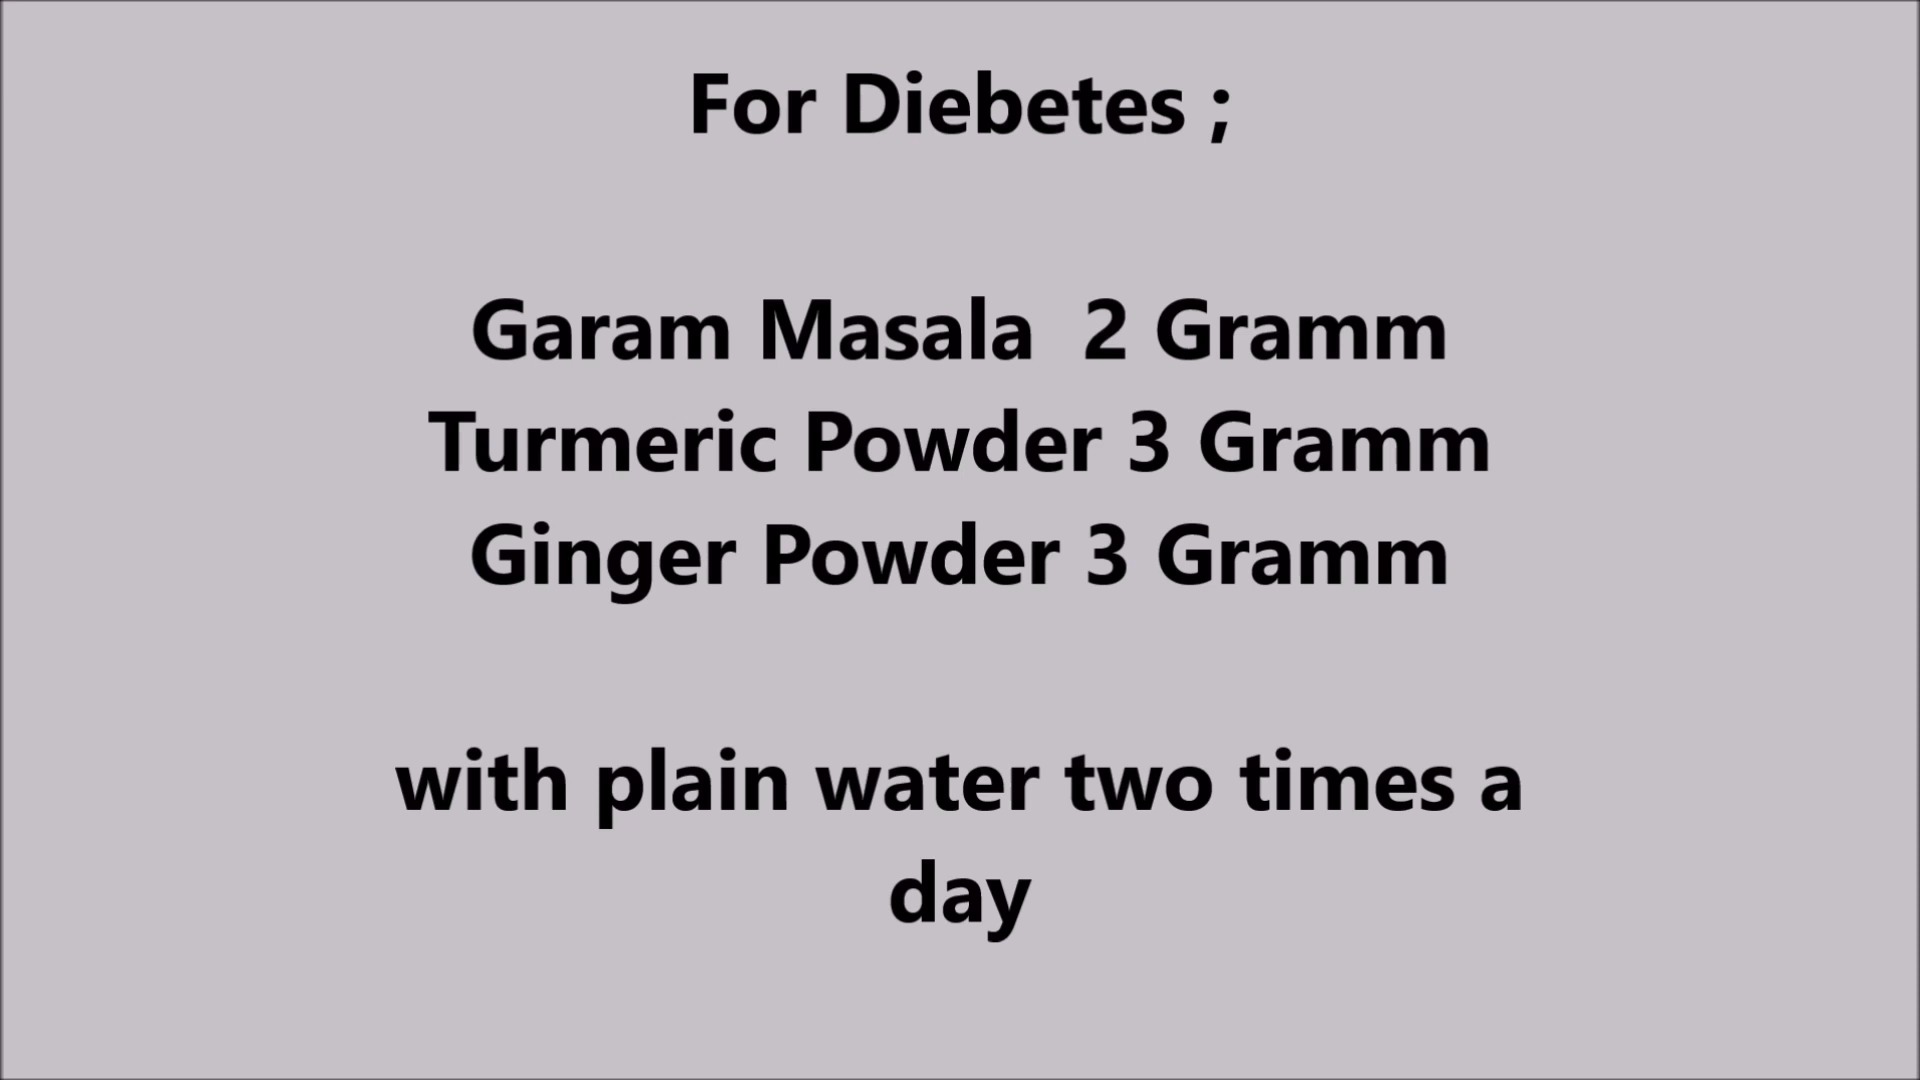 For Diebetes ;
Garam Masala  2 Gramm
Turmeric Powder 3 Gramm
Ginger Powder 3 Gramm
with plain water two times a
day